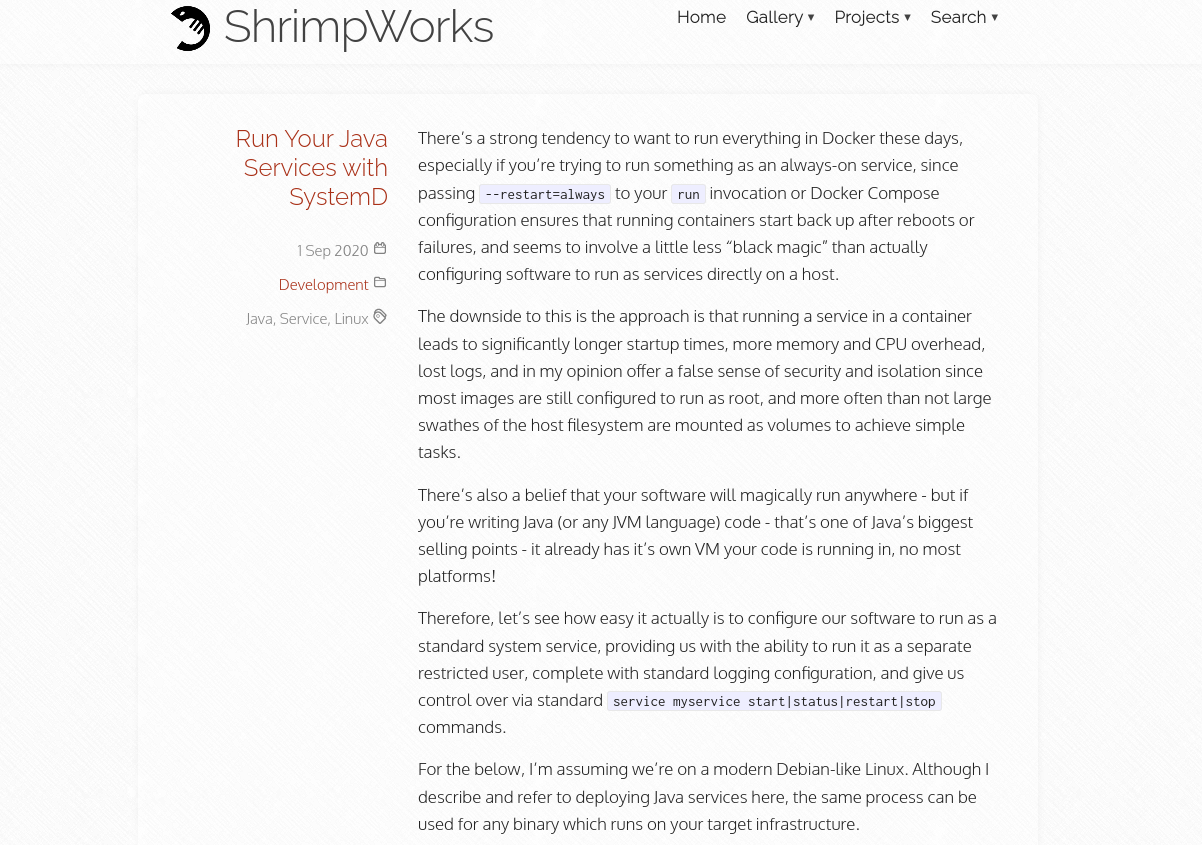 ShrimpWorks
Home Gallery ▾ Projects ▾ Search ▾
Run Your Java
Services with
SystemD
1 Sep 2020
Development
Java, Service, Linux
There’s a strong tendency to want to run everything in Docker these days,
especially if you’re trying to run something as an always-on service, since
passing --restart=always to your run invocation or Docker Compose
configuration ensures that running containers start back up after reboots or
failures, and seems to involve a little less “black magic” than actually
configuring software to run as services directly on a host.
The downside to this is the approach is that running a service in a container
leads to significantly longer startup times, more memory and CPU overhead,
lost logs, and in my opinion offer a false sense of security and isolation since
most images are still configured to run as root, and more often than not large
swathes of the host filesystem are mounted as volumes to achieve simple
tasks.
There’s also a belief that your software will magically run anywhere - but if
you’re writing Java (or any JVM language) code - that’s one of Java’s biggest
selling points - it already has it’s own VM your code is running in, no most
platforms!
Therefore, let’s see how easy it actually is to configure our software to run as a
standard system service, providing us with the ability to run it as a separate
restricted user, complete with standard logging configuration, and give us
control over via standard service myservice start|status|restart|stop
commands.
For the below, I’m assuming we’re on a modern Debian-like Linux. Although I
describe and refer to deploying Java services here, the same process can be
used for any binary which runs on your target infrastructure.